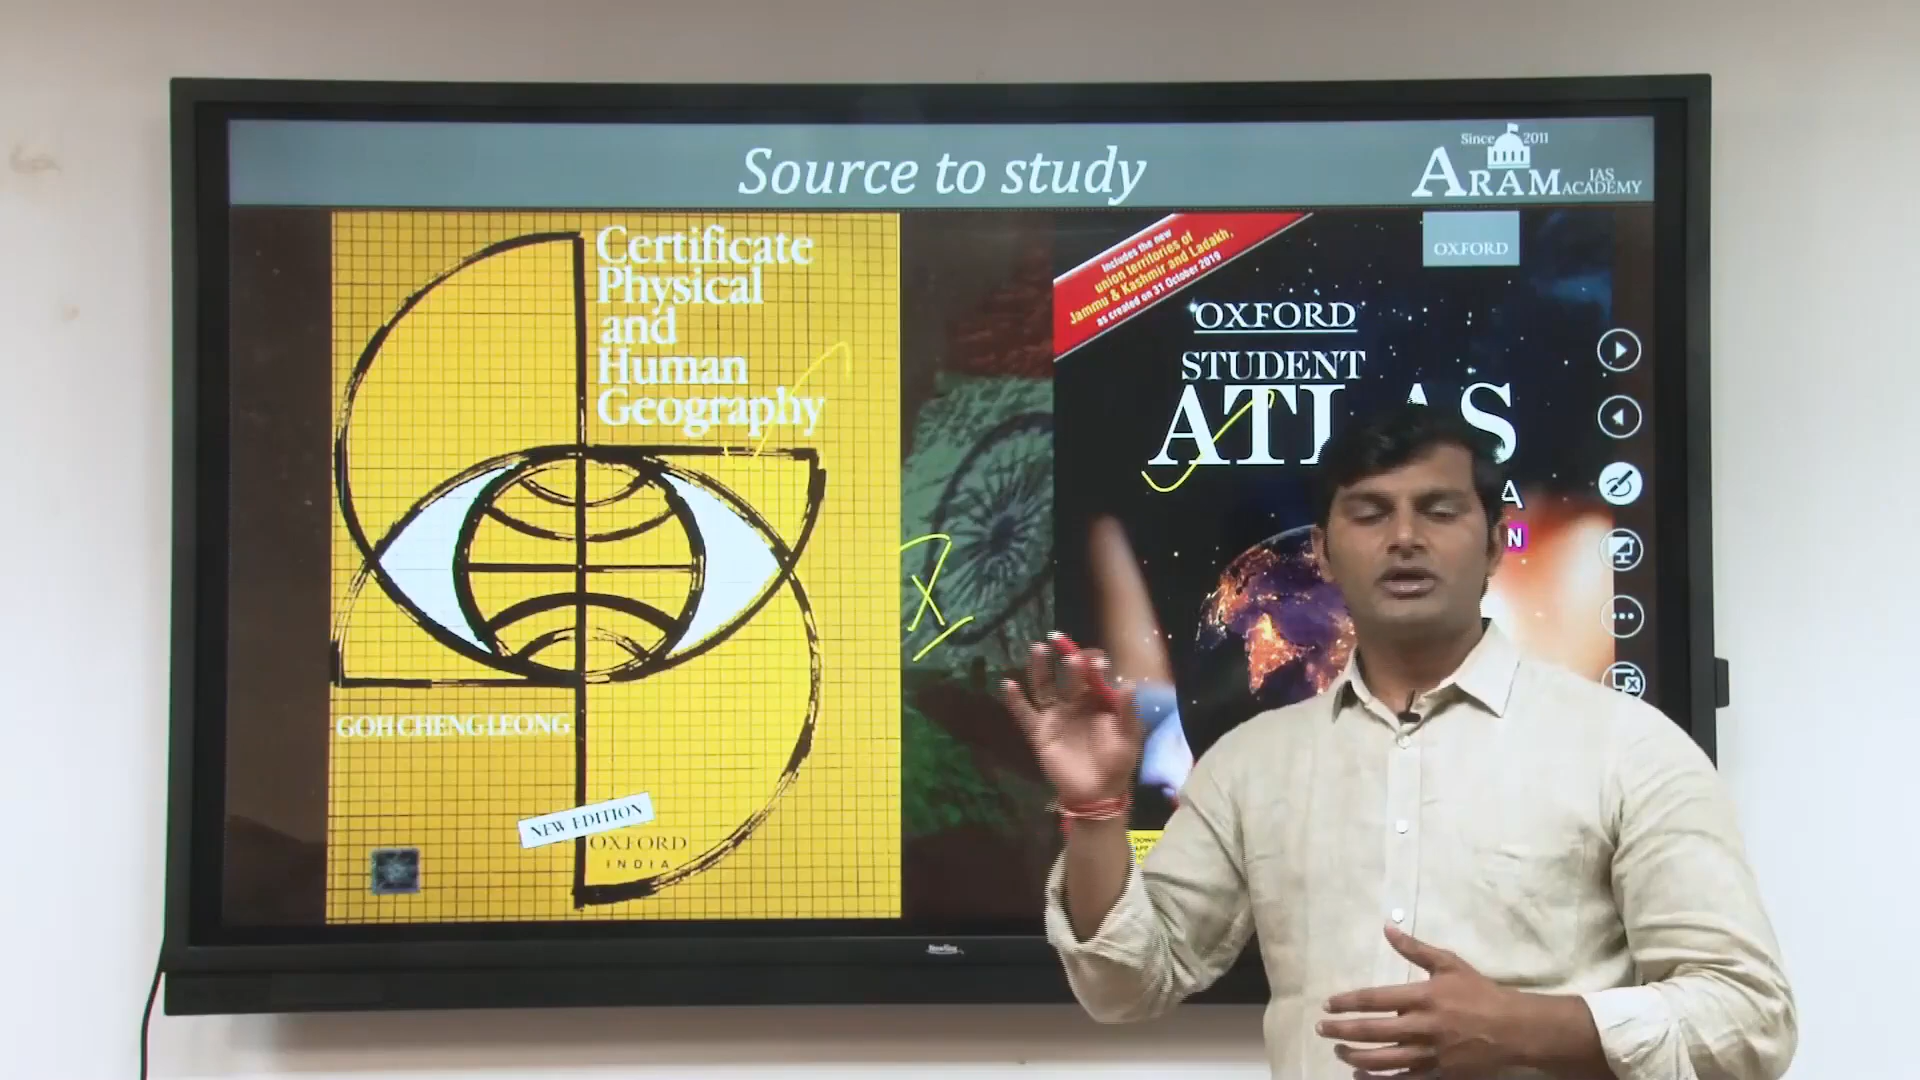 Source to study
Since 2011
ARAM IAS ACADEMY
Certificate
Physical
and
Human
Geography
GOH CHENG LEONG
NEW EDITION
OXFORD
INDIA
Includes the new
union territories of
Jammu & Kashmir and Ladakh,
as created on 31 October 2019
OXFORD
OXFORD
STUDENT
ATLAS
A
N
NewLine